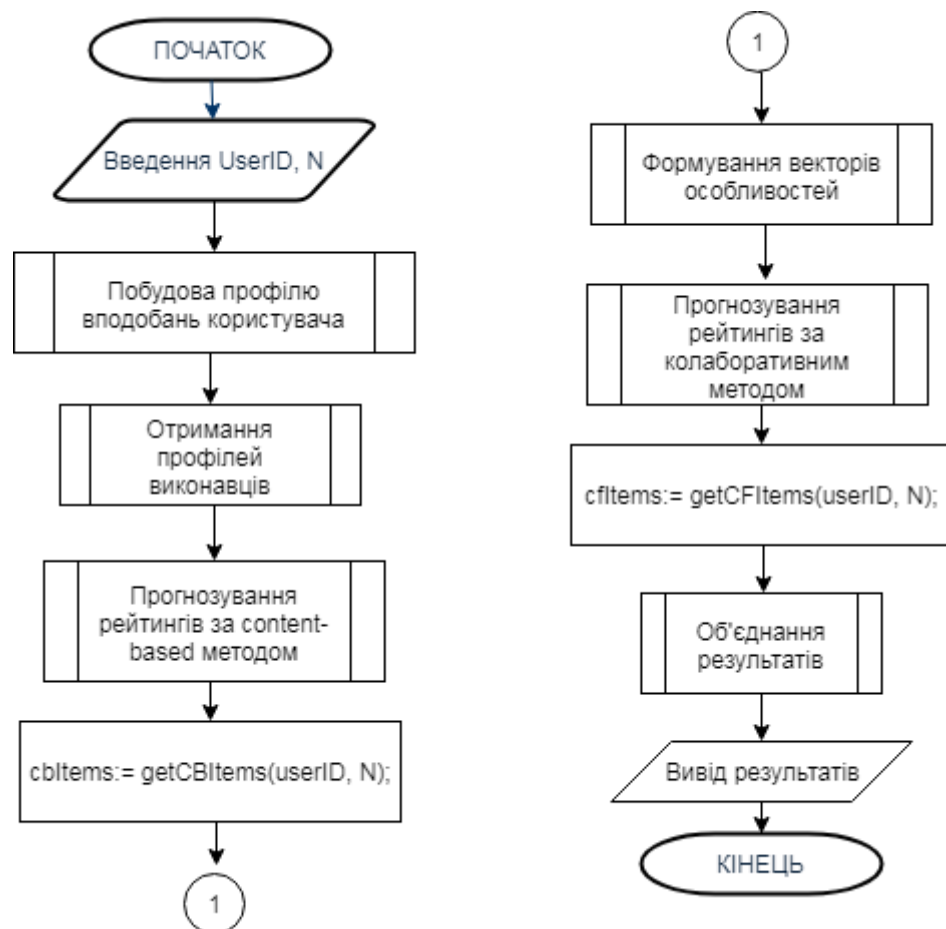 ПОЧАТОК
Введення UserID, N
Побудова профілю
вподобань користувача
Отримання
профілей
виконавців
Прогнозування
рейтингів за content-
based методом
cbItems:= getCBItems(userID, N);
1
1
Формування векторів
особливостей
Прогнозування
рейтингів за
колаборативним
методом
cfItems:= getCFItems(userID, N);
Об'єднання
результатів
Вивід результатів
КІНЕЦЬ